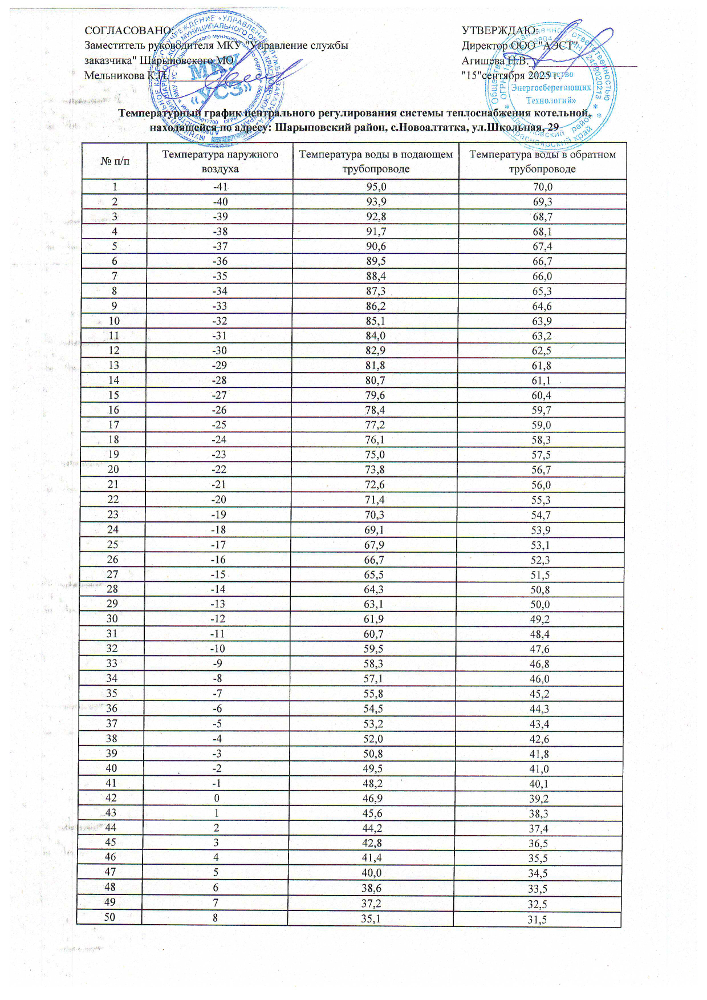 СОГЛАСОВАНО:
Заместитель руководителя МКУ "Управление службы
заказчика" Шарыповского МО
Мельникова К.П.
УТВЕРЖДАЮ:
Директор ООО "АЭСТ"
Агишева Н.В.
"15"сентября 2025 г.
МКУ
«УСЗ»
Энергосберегающих
Технологий»
Температурный график центрального регулирования системы теплоснабжения котельной,
находящейся по адресу: Шарыповский район, с.Новоалтатка, ул.Школьная, 29
№ п/п Температура наружного воздуха Температура воды в подающем трубопроводе Температура воды в обратном трубопроводе
1 -41 95,0 70,0
2 -40 93,9 69,3
3 -39 92,8 68,7
4 -38 91,7 68,1
5 -37 90,6 67,4
6 -36 89,5 66,7
7 -35 88,4 66,0
8 -34 87,3 65,3
9 -33 86,2 64,6
10 -32 85,1 63,9
11 -31 84,0 63,2
12 -30 82,9 62,5
13 -29 81,8 61,8
14 -28 80,7 61,1
15 -27 79,6 60,4
16 -26 78,4 59,7
17 -25 77,2 59,0
18 -24 76,1 58,3
19 -23 75,0 57,5
20 -22 73,8 56,7
21 -21 72,6 56,0
22 -20 71,4 55,3
23 -19 70,3 54,7
24 -18 69,1 53,9
25 -17 67,9 53,1
26 -16 66,7 52,3
27 -15 65,5 51,5
28 -14 64,3 50,8
29 -13 63,1 50,0
30 -12 61,9 49,2
31 -11 60,7 48,4
32 -10 59,5 47,6
33 -9 58,3 46,8
34 -8 57,1 46,0
35 -7 55,8 45,2
36 -6 54,5 44,3
37 -5 53,2 43,4
38 -4 52,0 42,6
39 -3 50,8 41,8
40 -2 49,5 41,0
41 -1 48,2 40,1
42 0 46,9 39,2
43 1 45,6 38,3
44 2 44,2 37,4
45 3 42,8 36,5
46 4 41,4 35,5
47 5 40,0 34,5
48 6 38,6 33,5
49 7 37,2 32,5
50 8 35,1 31,5